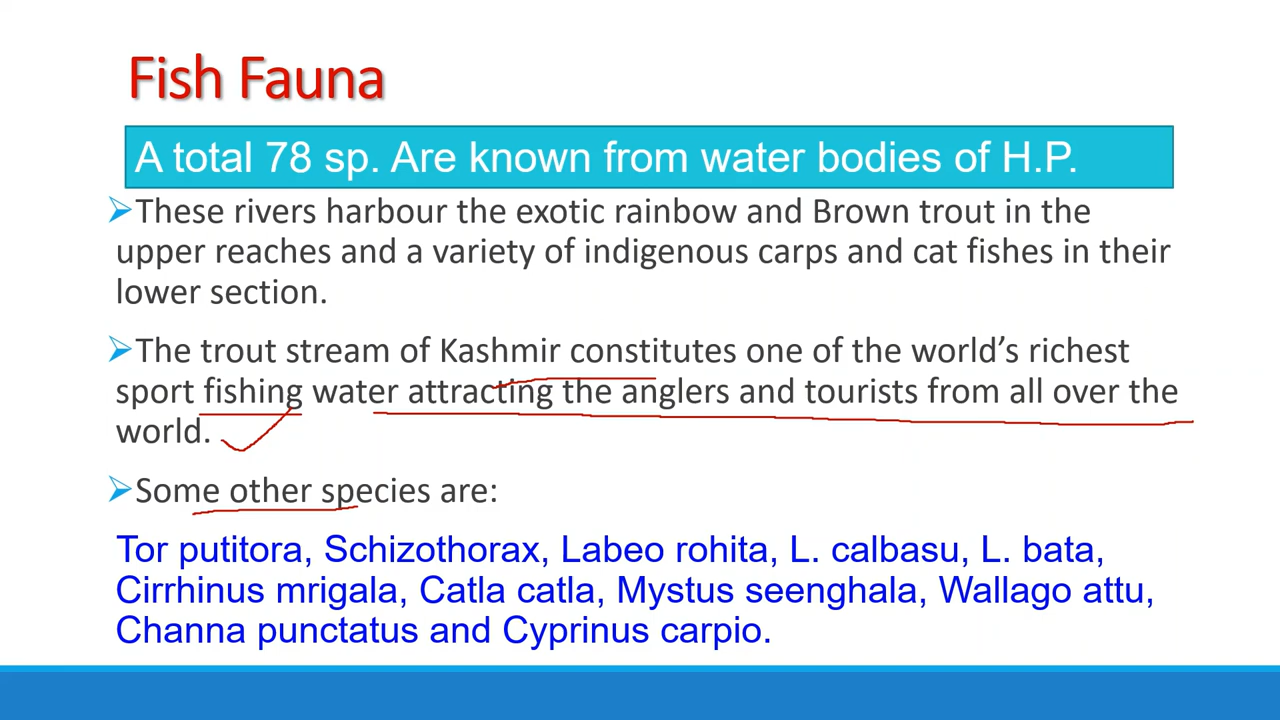 Fish Fauna
A total 78 sp. Are known from water bodies of H.P.
These rivers harbour the exotic rainbow and Brown trout in the
upper reaches and a variety of indigenous carps and cat fishes in their
lower section.
The trout stream of Kashmir constitutes one of the world’s richest
sport fishing water attracting the anglers and tourists from all over the
world.
Some other species are:
Tor putitora, Schizothorax, Labeo rohita, L. calbasu, L. bata,
Cirrhinus mrigala, Catla catla, Mystus seenghala, Wallago attu,
Channa punctatus and Cyprinus carpio.